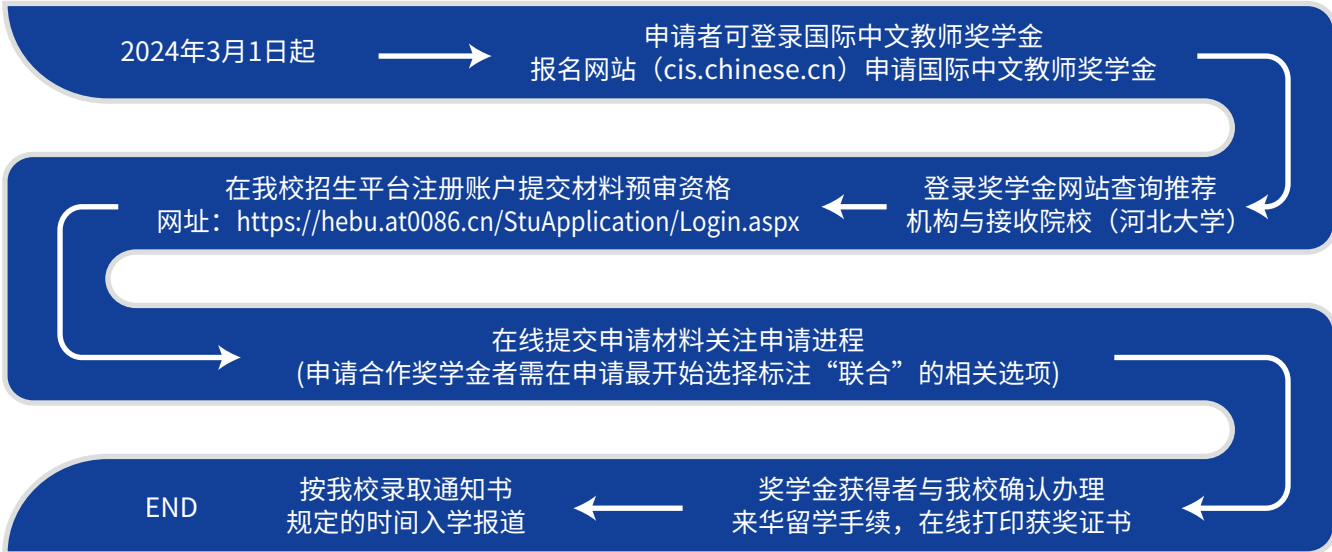 2024年3月1日起
申请者可登录国际中文教师奖学金
报名网站（cis.chinese.cn）申请国际中文教师奖学金
登录奖学金网站查询推荐
机构与接收院校（河北大学）
在我校招生平台注册账户提交材料预审资格
网址：https://hebu.at0086.cn/StuApplication/Login.aspx
在线提交申请材料关注申请进程
(申请合作奖学金者需在申请最开始选择标注“联合”的相关选项)
奖学金获得者与我校确认办理
来华留学手续，在线打印获奖证书
按我校录取通知书
规定的时间入学报道
END